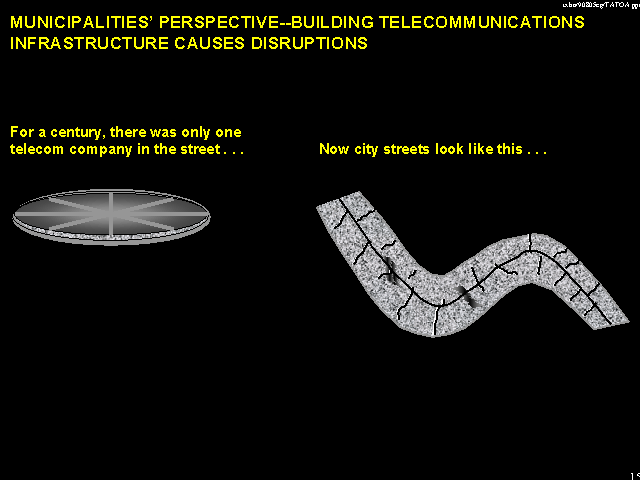 MUNICIPALITIES' PERSPECTIVE--BUILDING TELECOMMUNICATIONS
INFRASTRUCTURE CAUSES DISRUPTIONS
For a century, there was only one
telecom company in the street . . .
Now city streets look like this . . .